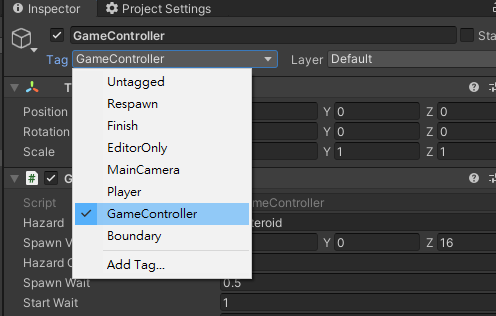 Inspector Project Settings
GameController Sta
Tag GameController Layer Default
Untagged
Respawn
Finish
EditorOnly
MainCamera
Player
GameController
Boundary
Add Tag...
T
Position Y 0 Z 0
Rotation Y 0 Z 0
Scale Y 1 Z 1
G
Script Controller
Hazard teroid
Spawn V Y 0 Z 16
Hazard C
Spawn Wait 0.5
Start Wait 1